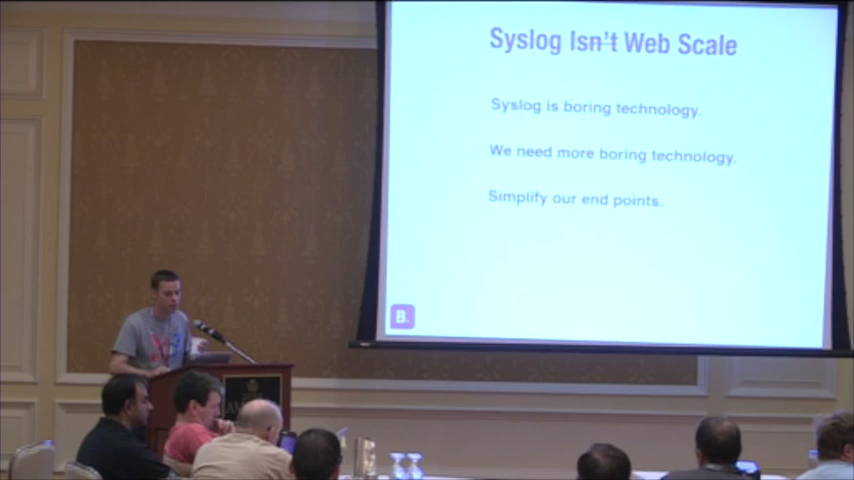 Syslog Isn't Web Scale
Syslog is boring technology.
We need more boring technology.
Simplify our end points.
B.